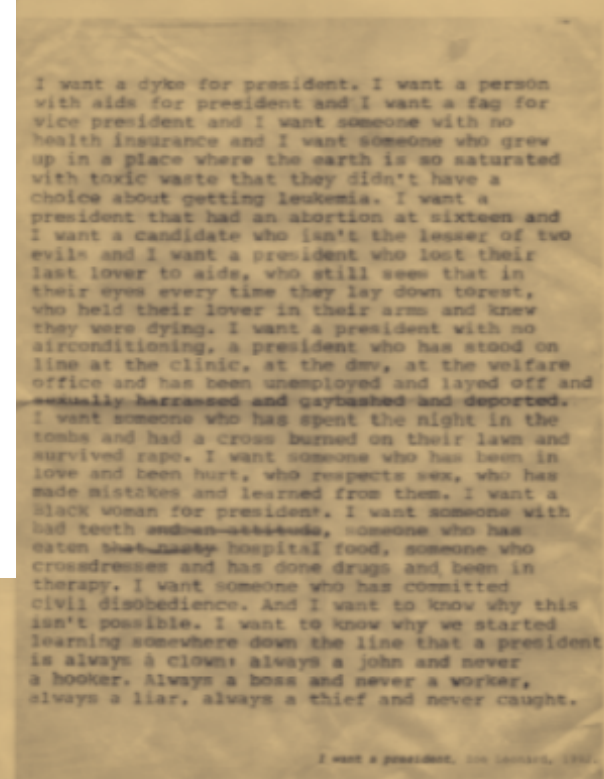 I want a dyke for president. I want a person
with aids for president and I want a fag for
vice president and I want someone with no
health insurance and I want someone who grew
up in a place where the earth is so saturated
with toxic waste that they didn't have a
choice about getting leukemia. I want a
president that had an abortion at sixteen and
I want a candidate who isn't the lesser of two
evils and I want a president who lost their
last lover to aids, who still sees that in
their eyes every time they lay down torest,
who held their lover in their arms and knew
they were dying. I want a president with no
airconditioning, a president who has stood on
line at the clinic, at the dmv, at the welfare
office and has been unemployed and layed off and
sexually harrassed and gaybashed and deported.
I want someone who has spent the night in the
tombs and had a cross burned on their lawn and
survived rape. I want someone who has been in
love and been hurt, who respects sex, who has
made mistakes and learned from them. I want a
Black woman for president. I want someone with
bad teeth and an attitude, someone who has
eaten that nasty hospital food, someone who
crossdresses and has done drugs and been in
therapy. I want someone who has committed
civil disobedience. And I want to know why this
isn't possible. I want to know why we started
learning somewhere down the line that a president
is always a clown: always a john and never
a hooker. Always a boss and never a worker,
always a liar, always a thief and never caught.
I want a president, Zoe Leonard, 1992